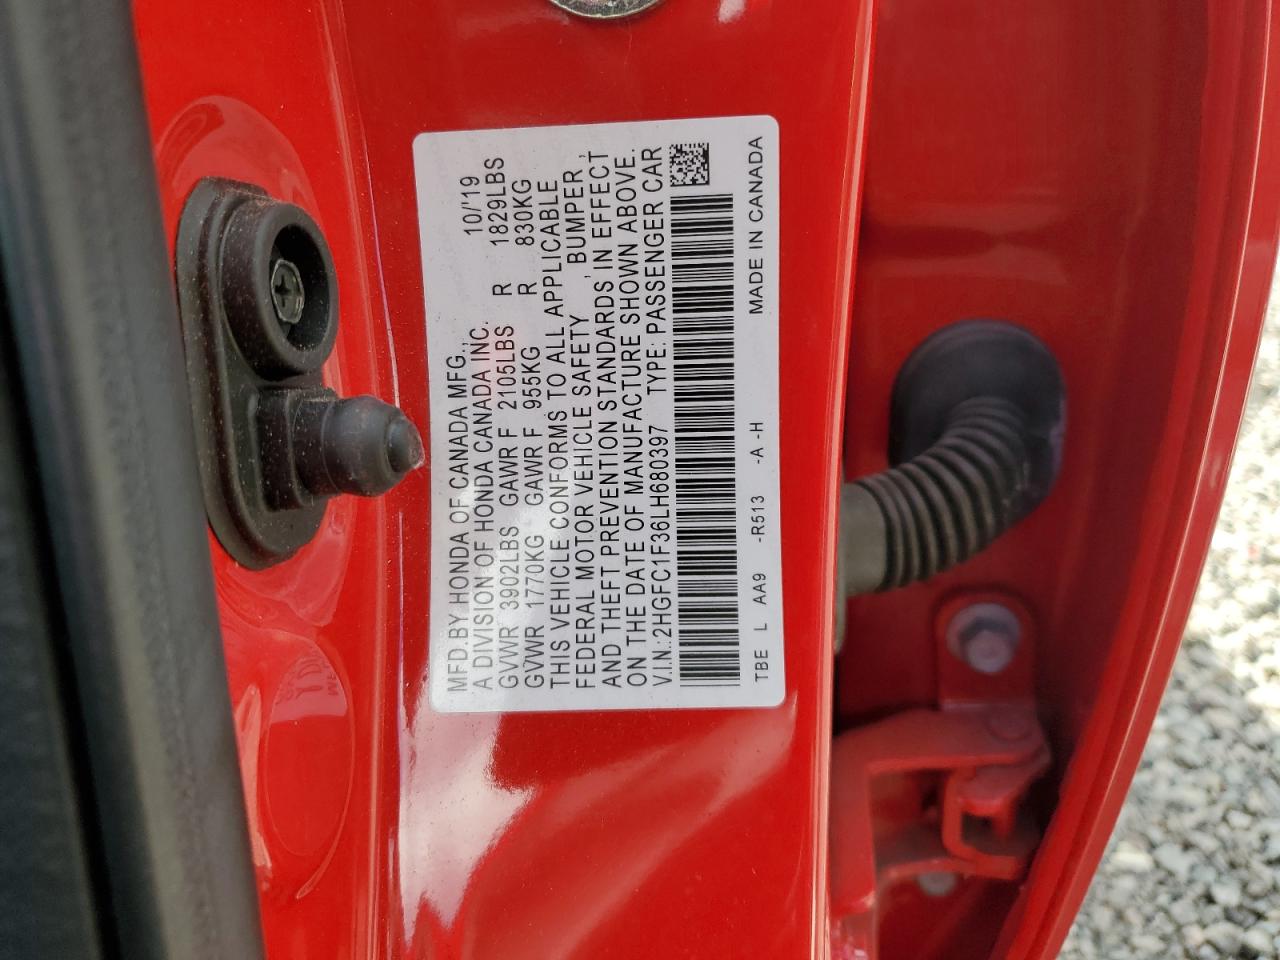 MFD.BY HONDA OF CANADA MFG., 10/'19
A DIVISION OF HONDA CANADA INC.
GVWR 3902LBS GAWR F 2105LBS R 1829LBS
GVWR 1770KG GAWR F 955KG R 830KG
THIS VEHICLE CONFORMS TO ALL APPLICABLE
FEDERAL MOTOR VEHICLE SAFETY , BUMPER,
AND THEFT PREVENTION STANDARDS IN EFFECT
ON THE DATE OF MANUFACTURE SHOWN ABOVE.
V.I.N.:2HGFC1F36LH680397 TYPE: PASSENGER CAR
TBE L AA9 -R513 -A -H MADE IN CANADA